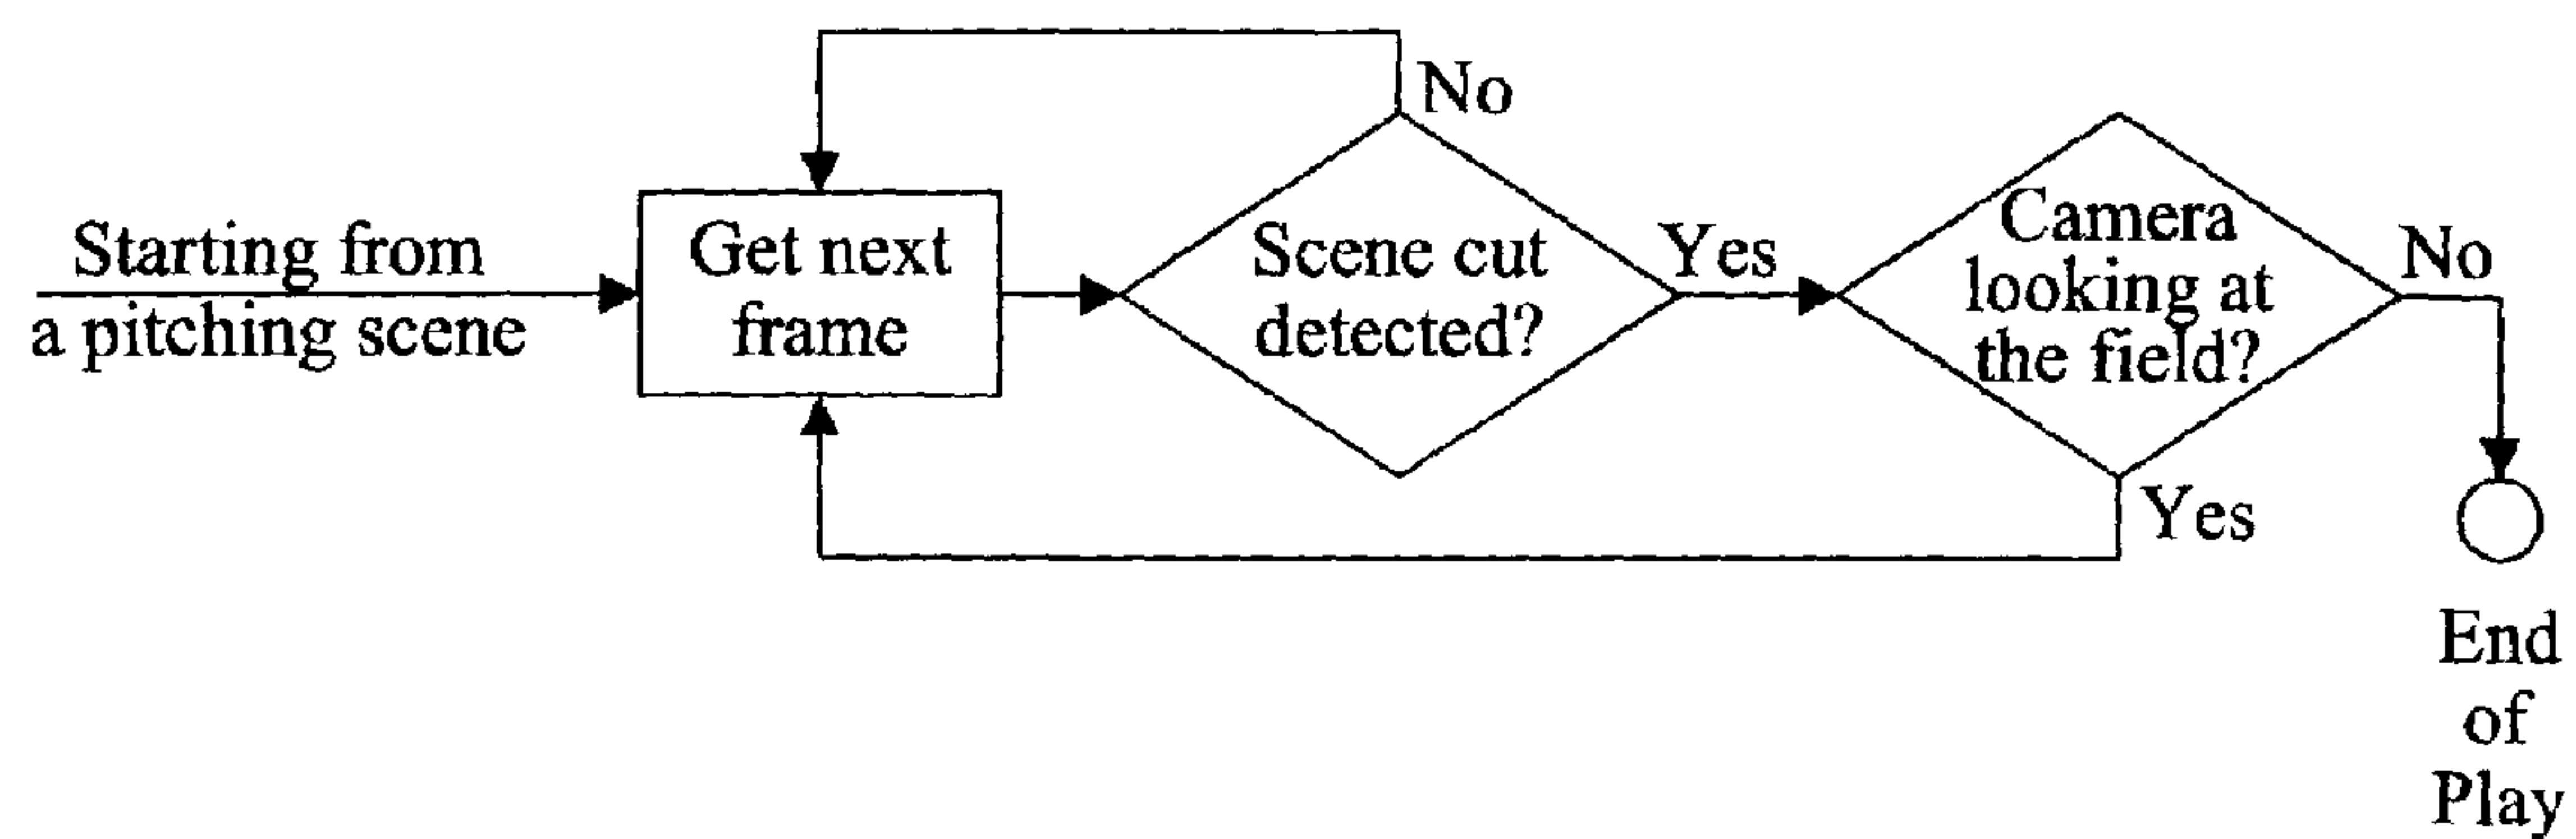 Starting from
a pitching scene
Get next
frame
No
Scene cut
detected?
Yes
Camera
looking at
the field?
No
Yes
End
of
Play